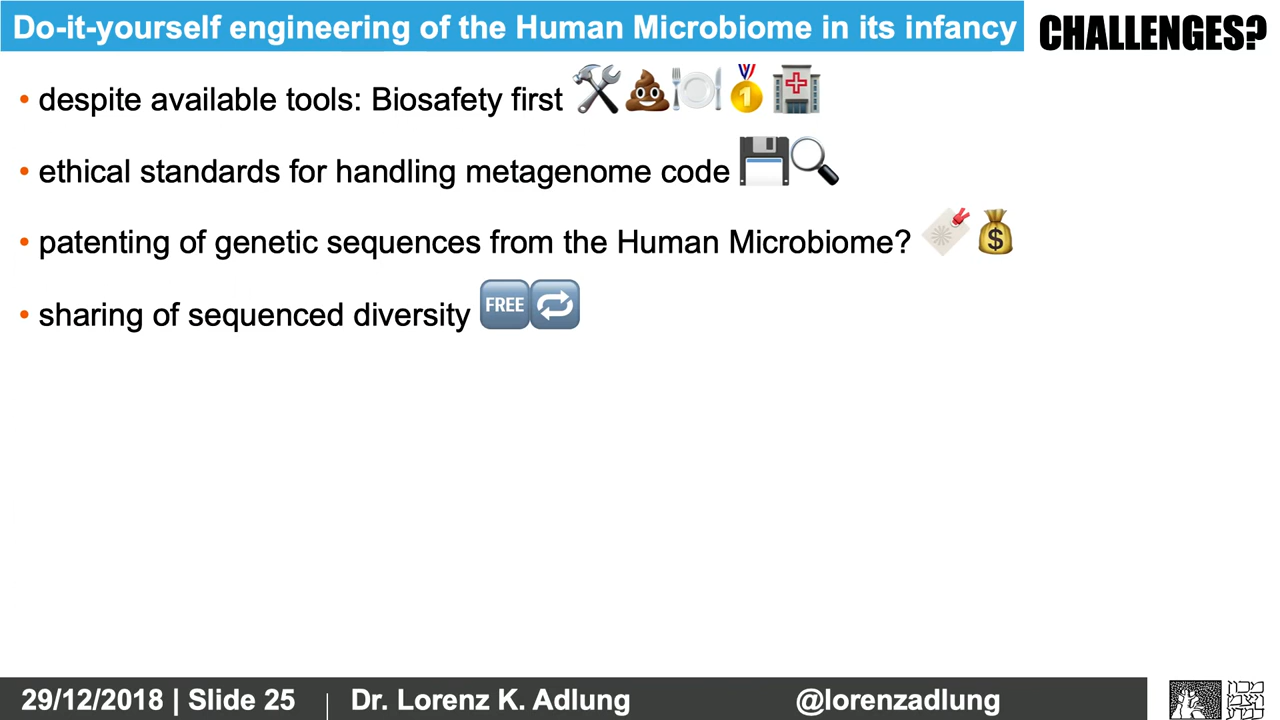 Do-it-yourself engineering of the Human Microbiome in its infancy
CHALLENGES?
• despite available tools: Biosafety first
• ethical standards for handling metagenome code
• patenting of genetic sequences from the Human Microbiome?
• sharing of sequenced diversity FREE
29/12/2018 | Slide 25 | Dr. Lorenz K. Adlung @lorenzadlung